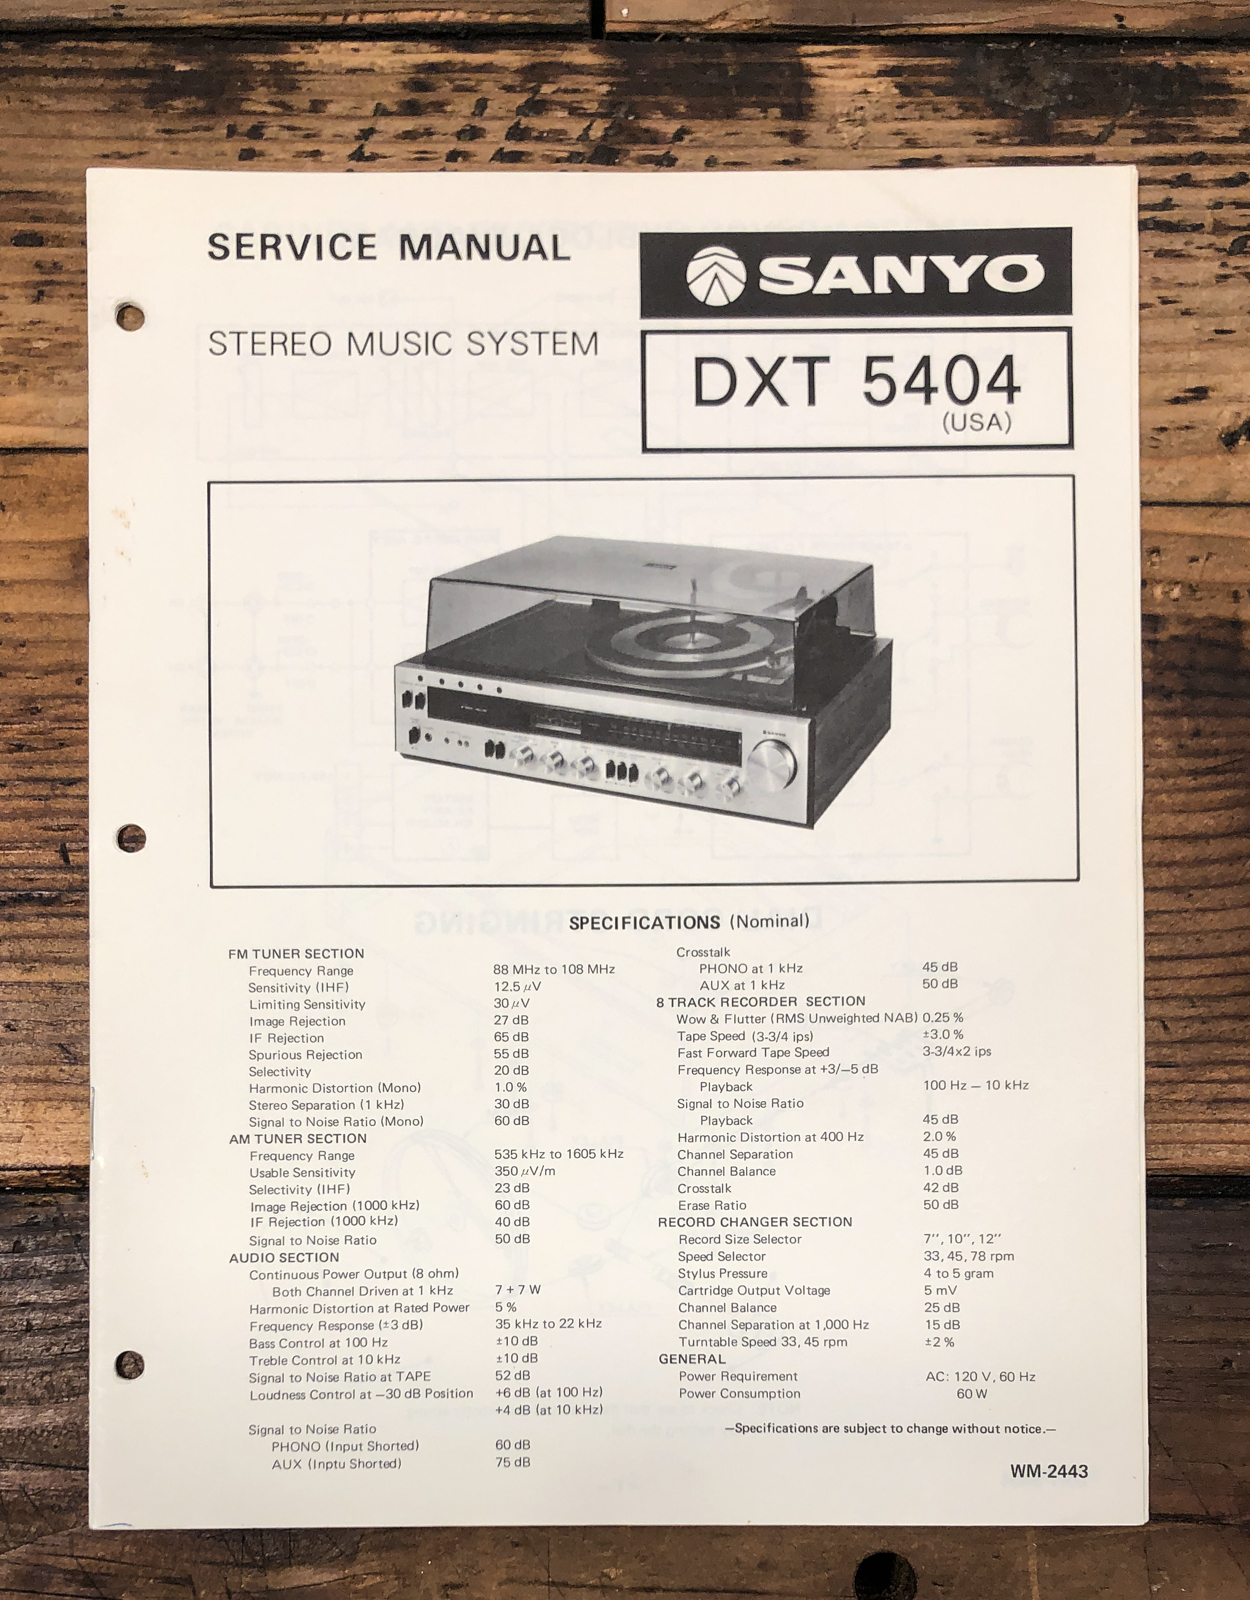 SERVICE MANUAL
SANYO
STEREO MUSIC SYSTEM
DXT 5404
(USA)
SANYO
SPECIFICATIONS (Nominal)
FM TUNER SECTION
Frequency Range 88 MHz to 108 MHz
Sensitivity (IHF) 12.5 μV
Limiting Sensitivity 30 μV
Image Rejection 27 dB
IF Rejection 65 dB
Spurious Rejection 55 dB
Selectivity 20 dB
Harmonic Distortion (Mono) 1.0 %
Stereo Separation (1 kHz) 30 dB
Signal to Noise Ratio (Mono) 60 dB
AM TUNER SECTION
Frequency Range 535 kHz to 1605 kHz
Usable Sensitivity 350 μV/m
Selectivity (IHF) 23 dB
Image Rejection (1000 kHz) 60 dB
IF Rejection (1000 kHz) 40 dB
Signal to Noise Ratio 50 dB
AUDIO SECTION
Continuous Power Output (8 ohm)
Both Channel Driven at 1 kHz 7 + 7 W
Harmonic Distortion at Rated Power 5 %
Frequency Response (±3 dB) 35 kHz to 22 kHz
Bass Control at 100 Hz ±10 dB
Treble Control at 10 kHz ±10 dB
Signal to Noise Ratio at TAPE 52 dB
Loudness Control at –30 dB Position +6 dB (at 100 Hz)
+4 dB (at 10 kHz)
Signal to Noise Ratio
PHONO (Input Shorted) 60 dB
AUX (Inptu Shorted) 75 dB
Crosstalk
PHONO at 1 kHz 45 dB
AUX at 1 kHz 50 dB
8 TRACK RECORDER SECTION
Wow & Flutter (RMS Unweighted NAB) 0.25 %
Tape Speed (3-3/4 ips) ±3.0 %
Fast Forward Tape Speed 3-3/4x2 ips
Frequency Response at +3/–5 dB
Playback 100 Hz – 10 kHz
Signal to Noise Ratio
Playback 45 dB
Harmonic Distortion at 400 Hz 2.0 %
Channel Separation 45 dB
Channel Balance 1.0 dB
Crosstalk 42 dB
Erase Ratio 50 dB
RECORD CHANGER SECTION
Record Size Selector 7'', 10'', 12''
Speed Selector 33, 45, 78 rpm
Stylus Pressure 4 to 5 gram
Cartridge Output Voltage 5 mV
Channel Balance 25 dB
Channel Separation at 1,000 Hz 15 dB
Turntable Speed 33, 45 rpm ±2 %
GENERAL
Power Requirement AC: 120 V, 60 Hz
Power Consumption 60 W
—Specifications are subject to change without notice.—
WM-2443